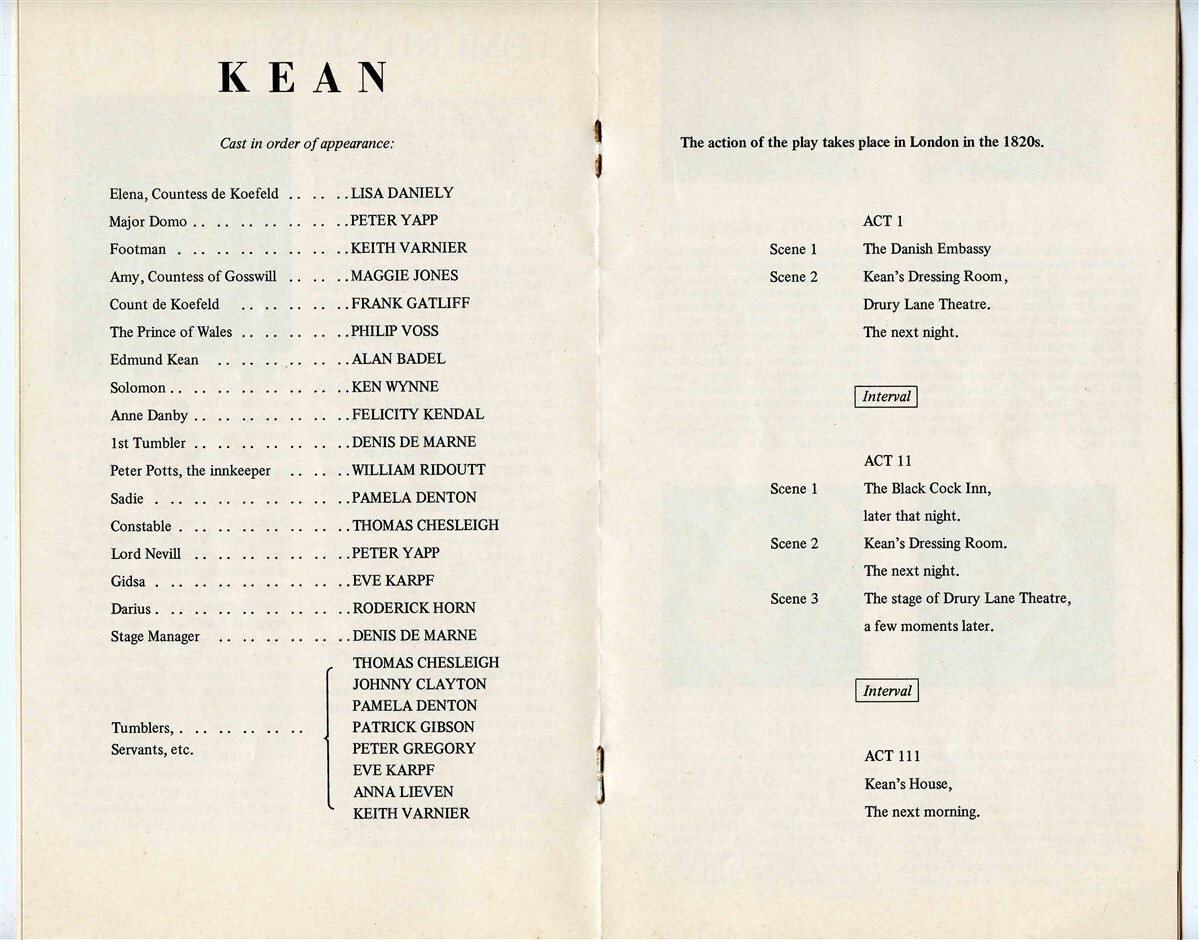 KEAN
Cast in order of appearance:
Elena, Countess de Koefeld . . . . . . LISA DANIELY
Major Domo . . . . . . . . . . . . . . PETER YAPP
Footman . . . . . . . . . . . . . . . KEITH VARNIER
Amy, Countess of Gosswill . . . . . . MAGGIE JONES
Count de Koefeld . . . . . . . . . . FRANK GATLIFF
The Prince of Wales . . . . . . . . . . PHILIP VOSS
Edmund Kean . . . . . . . . . . . . ALAN BADEL
Solomon . . . . . . . . . . . . . . . . KEN WYNNE
Anne Danby . . . . . . . . . . . . . . FELICITY KENDAL
1st Tumbler . . . . . . . . . . . . . . DENIS DE MARNE
Peter Potts, the innkeeper . . . . . . WILLIAM RIDOUTT
Sadie . . . . . . . . . . . . . . . . . PAMELA DENTON
Constable . . . . . . . . . . . . . . . THOMAS CHESLEIGH
Lord Nevill . . . . . . . . . . . . . . PETER YAPP
Gidsa . . . . . . . . . . . . . . . . . EVE KARPF
Darius . . . . . . . . . . . . . . . . . RODERICK HORN
Stage Manager . . . . . . . . . . . . DENIS DE MARNE
THOMAS CHESLEIGH
JOHNNY CLAYTON
PAMELA DENTON
Tumblers, . . . . . . . . . PATRICK GIBSON
Servants, etc. PETER GREGORY
EVE KARPF
ANNA LIEVEN
KEITH VARNIER
The action of the play takes place in London in the 1820s.
ACT 1
Scene 1 The Danish Embassy
Scene 2 Kean's Dressing Room,
Drury Lane Theatre.
The next night.
Interval
ACT 11
Scene 1 The Black Cock Inn,
later that night.
Scene 2 Kean's Dressing Room.
The next night.
Scene 3 The stage of Drury Lane Theatre,
a few moments later.
Interval
ACT 111
Kean's House,
The next morning.